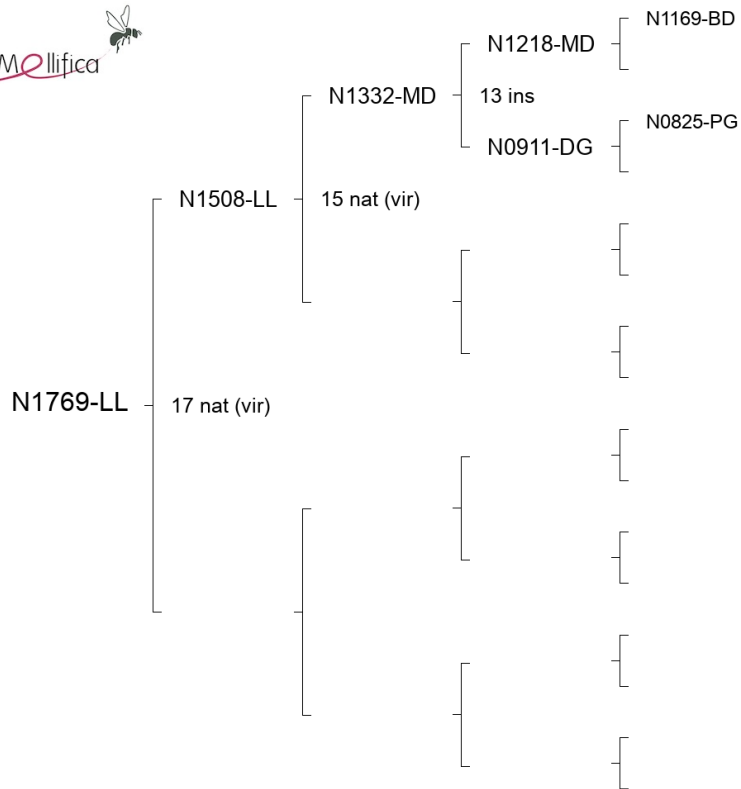 Mellifica
N1169-BD
N1218-MD
N1332-MD
13 ins
N0825-PG
N0911-DG
N1508-LL
15 nat (vir)
N1769-LL
17 nat (vir)